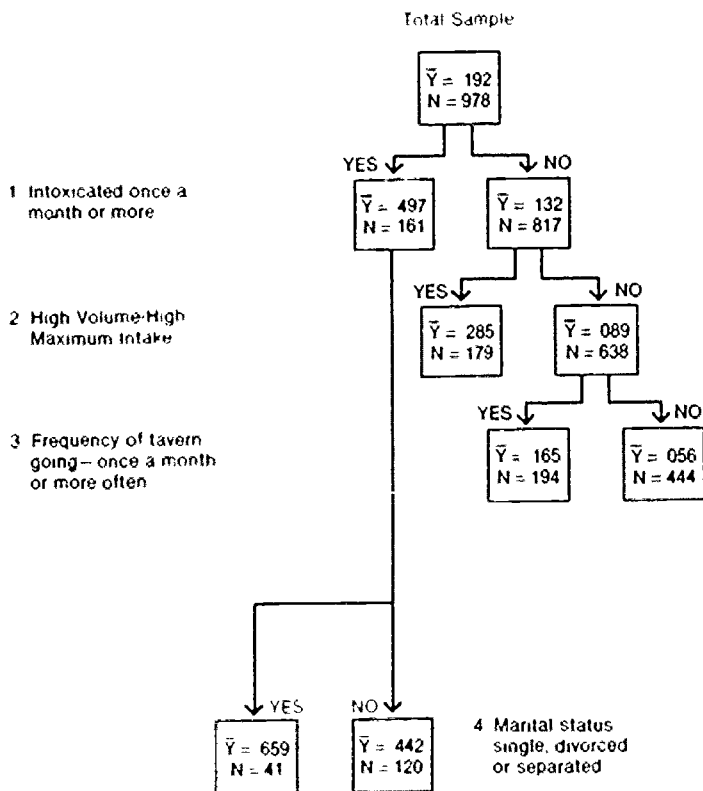 Total Sample
Ȳ = 192
N = 978
YES
NO
1 Intoxicated once a
month or more
Ȳ = 497
N = 161
Ȳ = 132
N = 817
YES
NO
2 High Volume-High
Maximum Intake
Ȳ = 285
N = 179
Ȳ = 089
N = 638
YES
NO
3 Frequency of tavern
going – once a month
or more often
Ȳ = 165
N = 194
Ȳ = 056
N = 444
YES
NO
Ȳ = 659
N = 41
Ȳ = 442
N = 120
4 Marital status
single, divorced
or separated